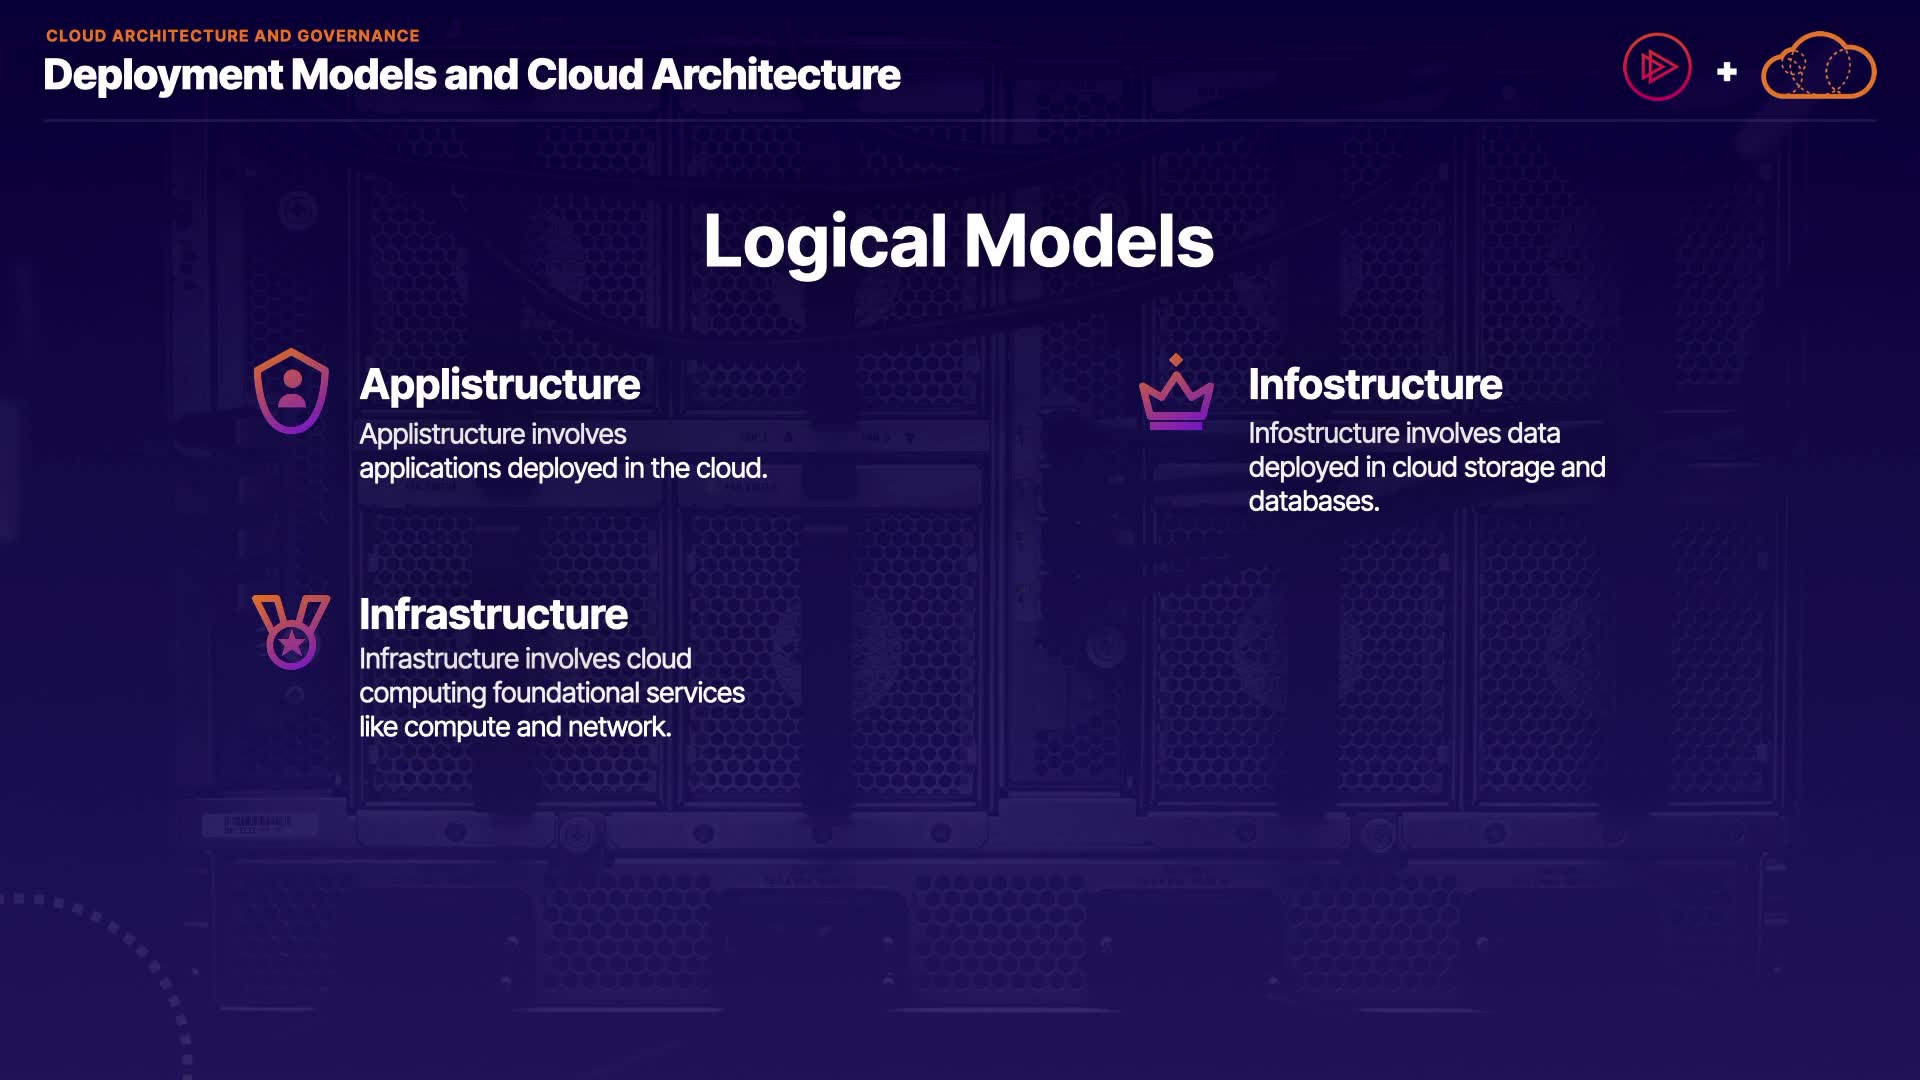 CLOUD ARCHITECTURE AND GOVERNANCE
Deployment Models and Cloud Architecture
Logical Models
Applistructure
Applistructure involves
applications deployed in the cloud.
Infostructure
Infostructure involves data
deployed in cloud storage and
databases.
Infrastructure
Infrastructure involves cloud
computing foundational services
like compute and network.